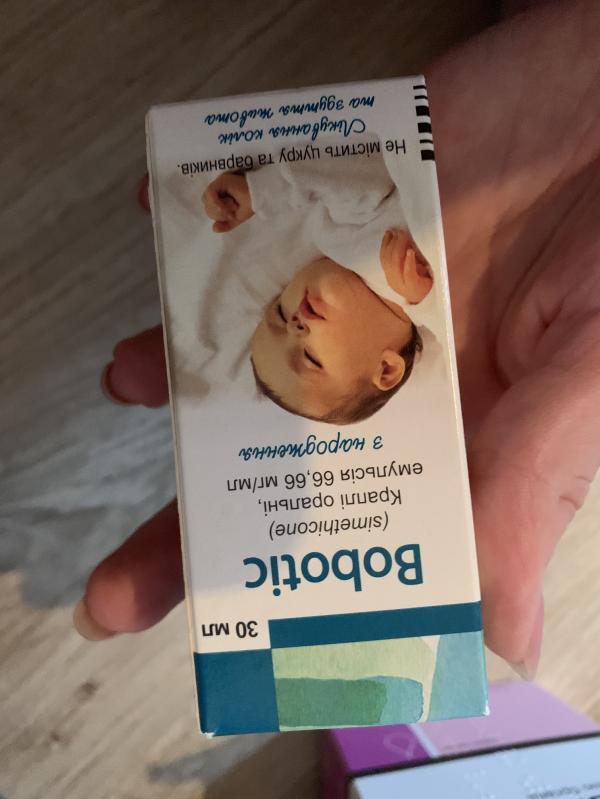 30 мл
Bobotic
(simethicone)
Краплі оральні,
емульсія 66,66 мг/мл
з народження
Не містить цукру та барвників.
Лікування колік
та здуття живота